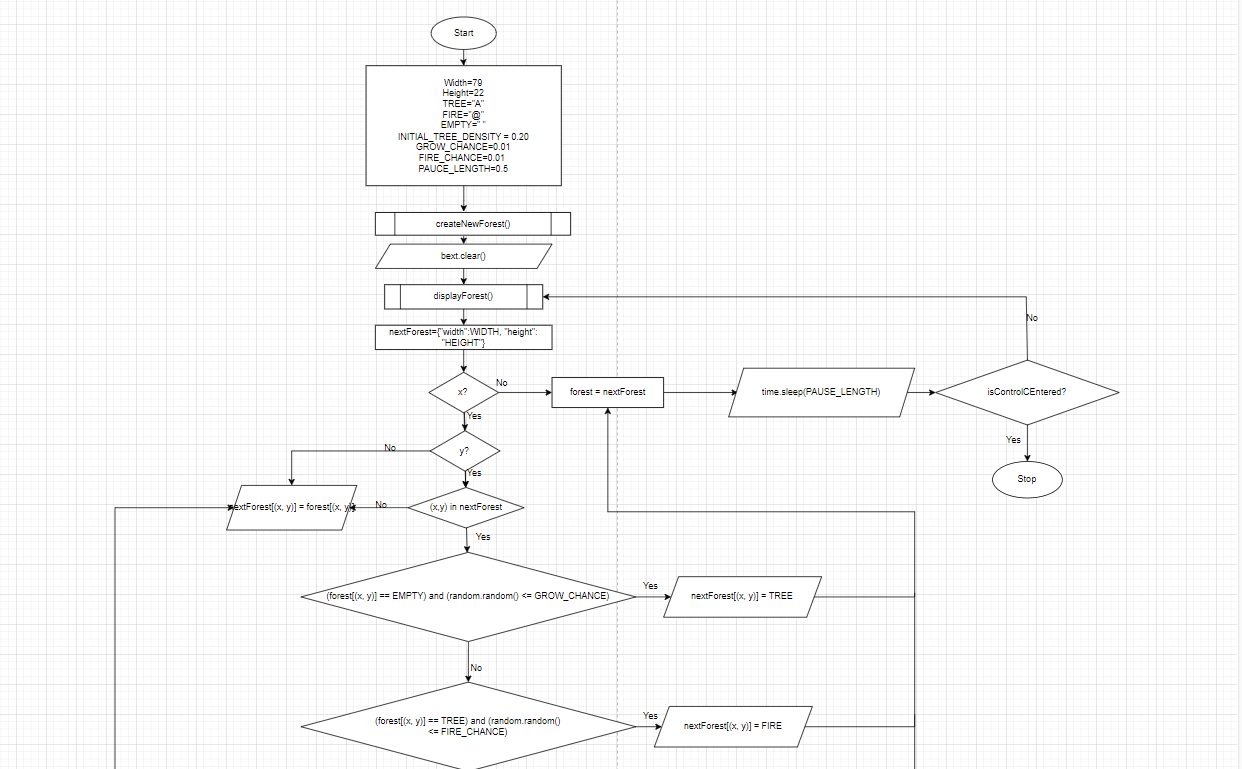 Start
Width=79
Height=22
TREE="A"
FIRE="@"
EMPTY=" "
INITIAL_TREE_DENSITY = 0.20
GROW_CHANCE=0.01
FIRE_CHANCE=0.01
PAUCE_LENGTH=0.5
createNewForest()
bext.clear()
displayForest()
No
nextForest={"width":WIDTH, "height":
"HEIGHT"}
x?
No
forest = nextForest
time.sleep(PAUSE_LENGTH)
isControlCEntered?
Yes
Yes
No
y?
Yes
Stop
nextForest[(x, y)] = forest[(x, y)]
No
(x,y) in nextForest
Yes
(forest[(x, y)] == EMPTY) and (random.random() <= GROW_CHANCE)
Yes
nextForest[(x, y)] = TREE
No
(forest[(x, y)] == TREE) and (random.random()
<= FIRE_CHANCE)
Yes
nextForest[(x, y)] = FIRE